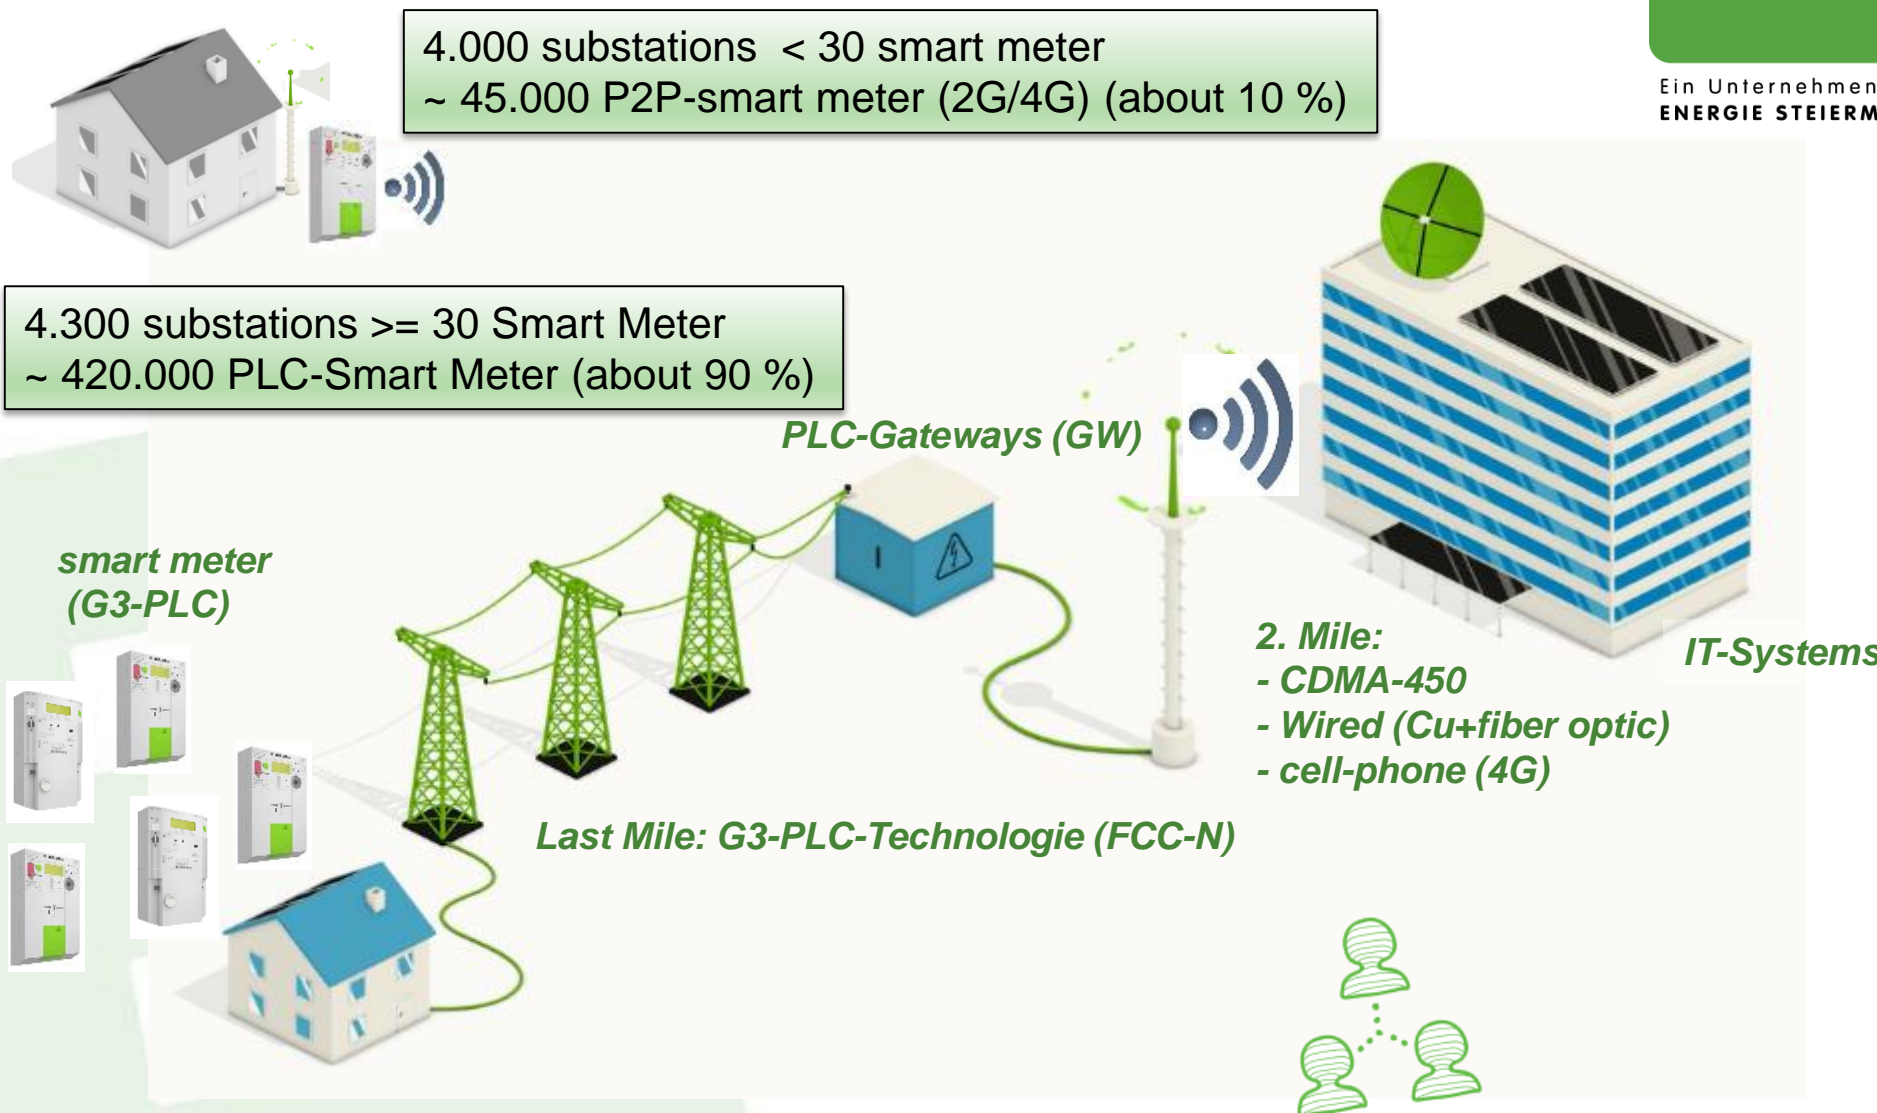 4.000 substations  < 30 smart meter
~ 45.000 P2P-smart meter (2G/4G) (about 10 %)
Ein Unternehmen
ENERGIE STEIERM
4.300 substations >= 30 Smart Meter
~ 420.000 PLC-Smart Meter (about 90 %)
PLC-Gateways (GW)
smart meter
(G3-PLC)
2. Mile:
- CDMA-450
- Wired (Cu+fiber optic)
- cell-phone (4G)
IT-Systems
Last Mile: G3-PLC-Technologie (FCC-N)